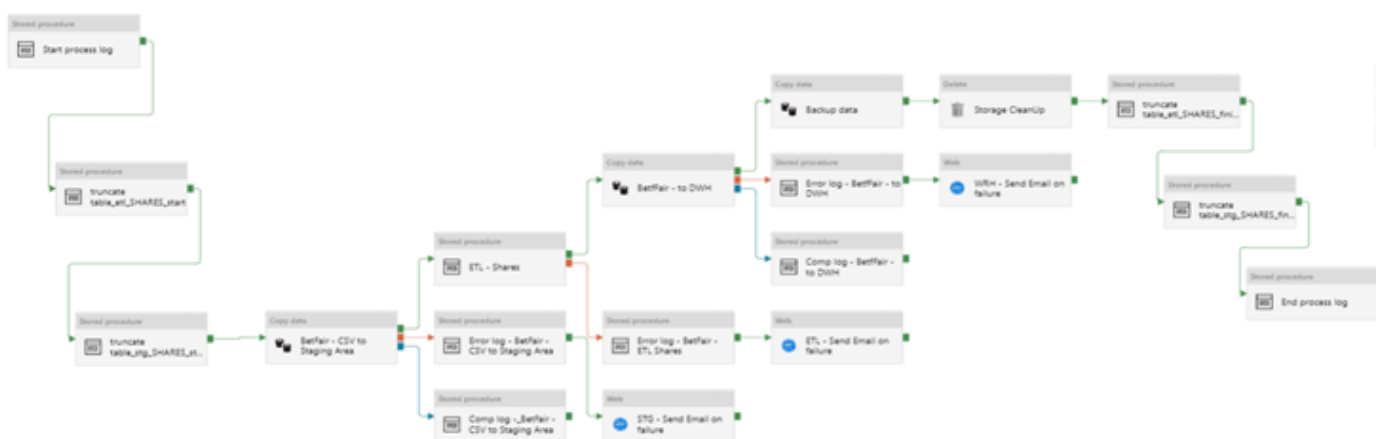 Stored procedure
Start process log
Stored procedure
truncate
table_etl_SHARES_start
Stored procedure
truncate
table_stg_SHARES_st...
Copy data
BetFair - CSV to
Staging Area
Stored procedure
ETL - Shares
Stored procedure
Error log - BetFair -
CSV to Staging Area
Stored procedure
Comp log -_BetFair -
CSV to Staging Area
Copy data
BetFair - to DWH
Stored procedure
Error log - BetFair -
ETL Shares
Web
STG - Send Email on
failure
Copy data
Backup data
Stored procedure
Error log - BetFair - to
DWH
Stored procedure
Comp log - BetFair -
to DWH
Web
ETL - Send Email on
failure
Delete
Storage CleanUp
Web
WRH - Send Email on
failure
Stored procedure
truncate
table_etl_SHARES_fini...
Stored procedure
truncate
table_stg_SHARES_fin...
Stored procedure
End process log